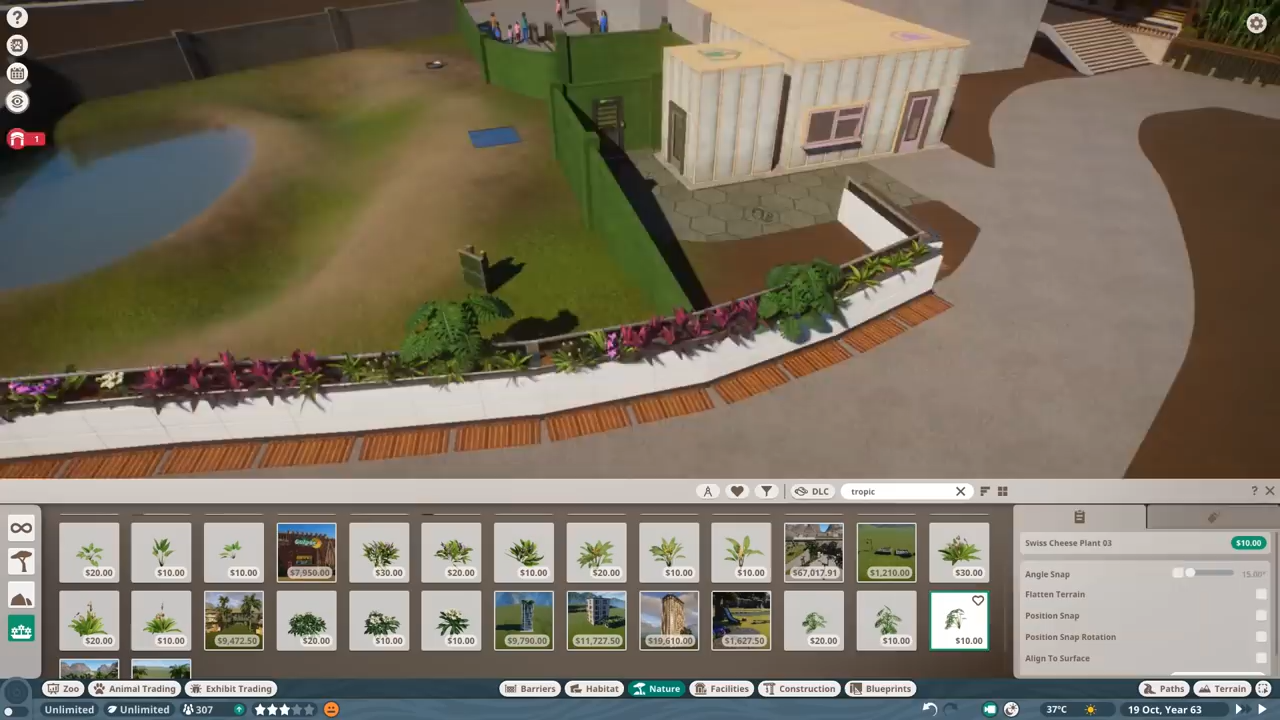 ?
1
DLC
tropic
? X
$20.00 $10.00 $10.00 $7,950.00 $30.00 $20.00 $10.00 $20.00 $10.00 $10.00 $67,017.91 $1,210.00 $30.00
$20.00 $10.00 $9,472.50 $20.00 $10.00 $10.00 $9,790.00 $11,727.50 $19,610.00 $1,627.50 $20.00 $10.00 $10.00
Swiss Cheese Plant 03 $10.00
Angle Snap 15.00°
Flatten Terrain
Position Snap
Position Snap Rotation
Align To Surface
Zoo Animal Trading Exhibit Trading Barriers Habitat Nature Facilities Construction Blueprints Paths Terrain
Unlimited Unlimited 307 37°C 19 Oct, Year 63